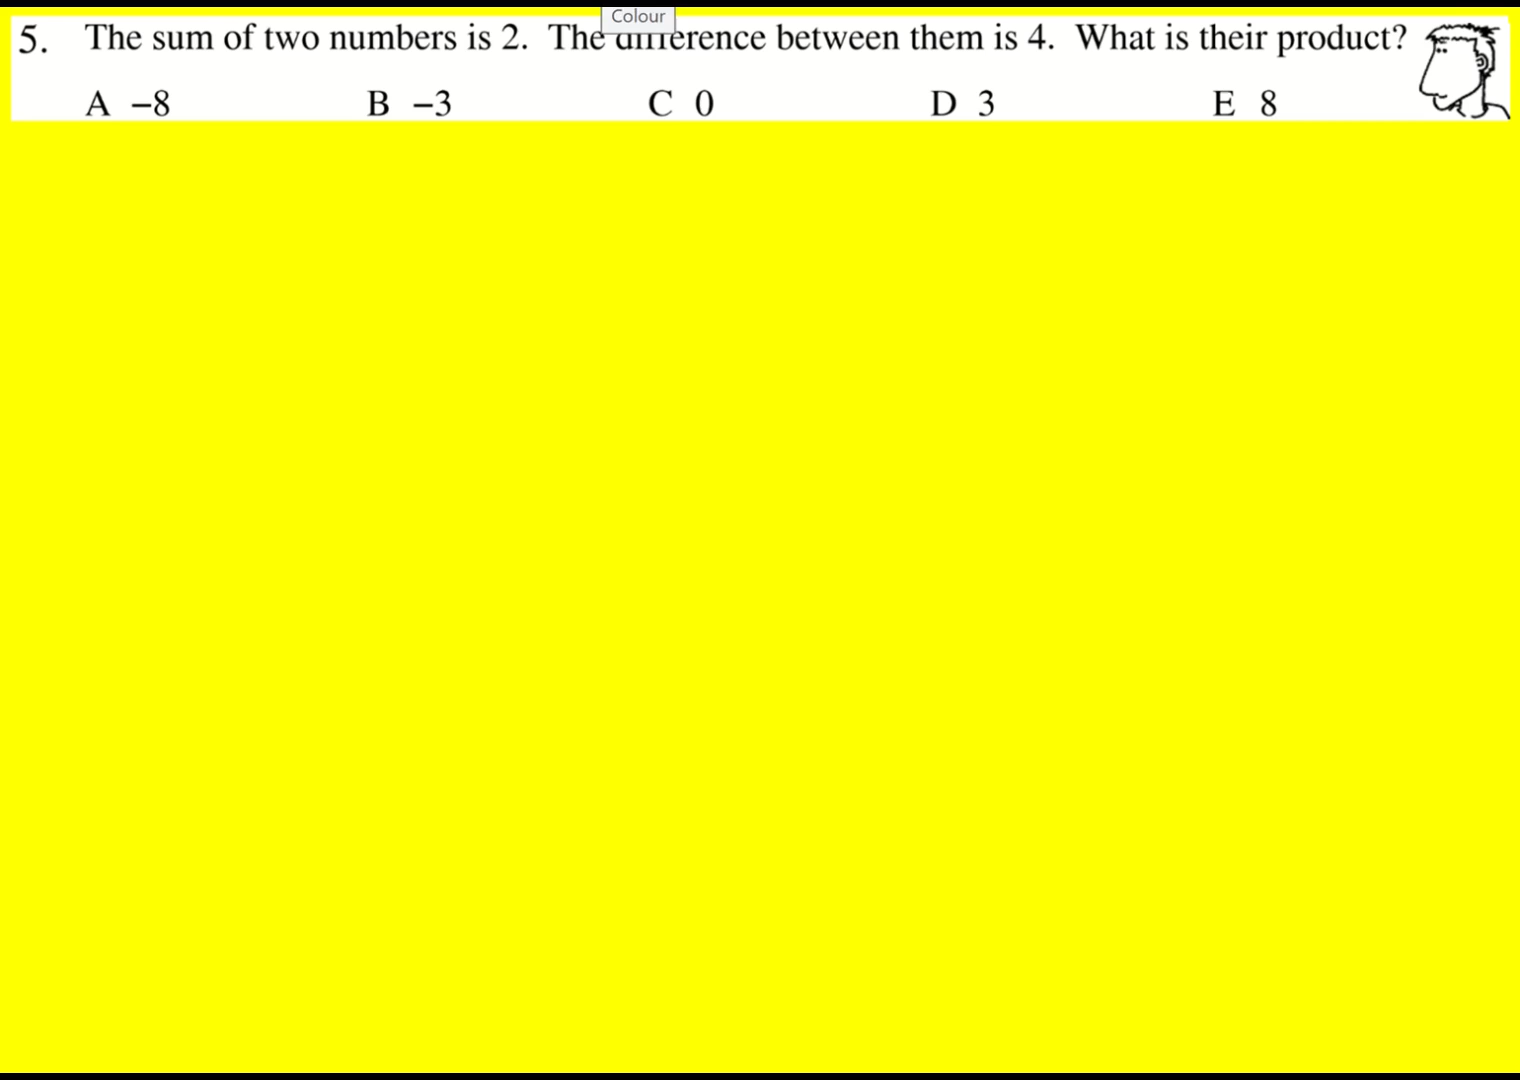 Colour
5. The sum of two numbers is 2. The difference between them is 4. What is their product?
A –8 B –3 C 0 D 3 E 8